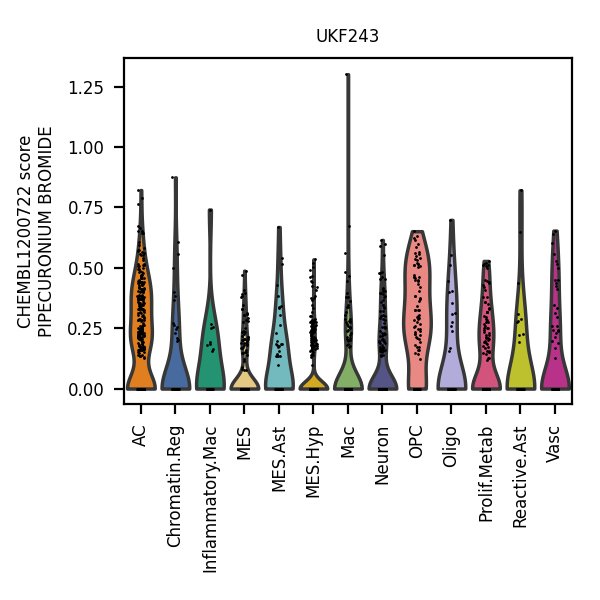 UKF243
CHEMBL1200722 score
PIPECURONIUM BROMIDE
1.25
1.00
0.75
0.50
0.25
0.00
AC
Chromatin.Reg
Inflammatory.Mac
MES
MES.Ast
MES.Hyp
Mac
Neuron
OPC
Oligo
Prolif.Metab
Reactive.Ast
Vasc